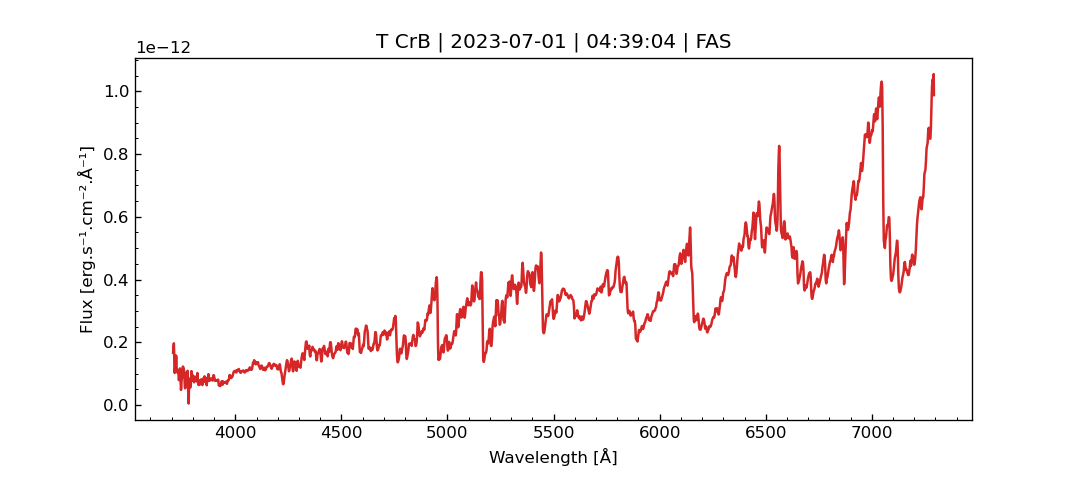 T CrB | 2023-07-01 | 04:39:04 | FAS
1e−12
1.0
0.8
0.6
0.4
0.2
0.0
Flux [erg.s⁻¹.cm⁻².Å⁻¹]
4000 4500 5000 5500 6000 6500 7000
Wavelength [Å]